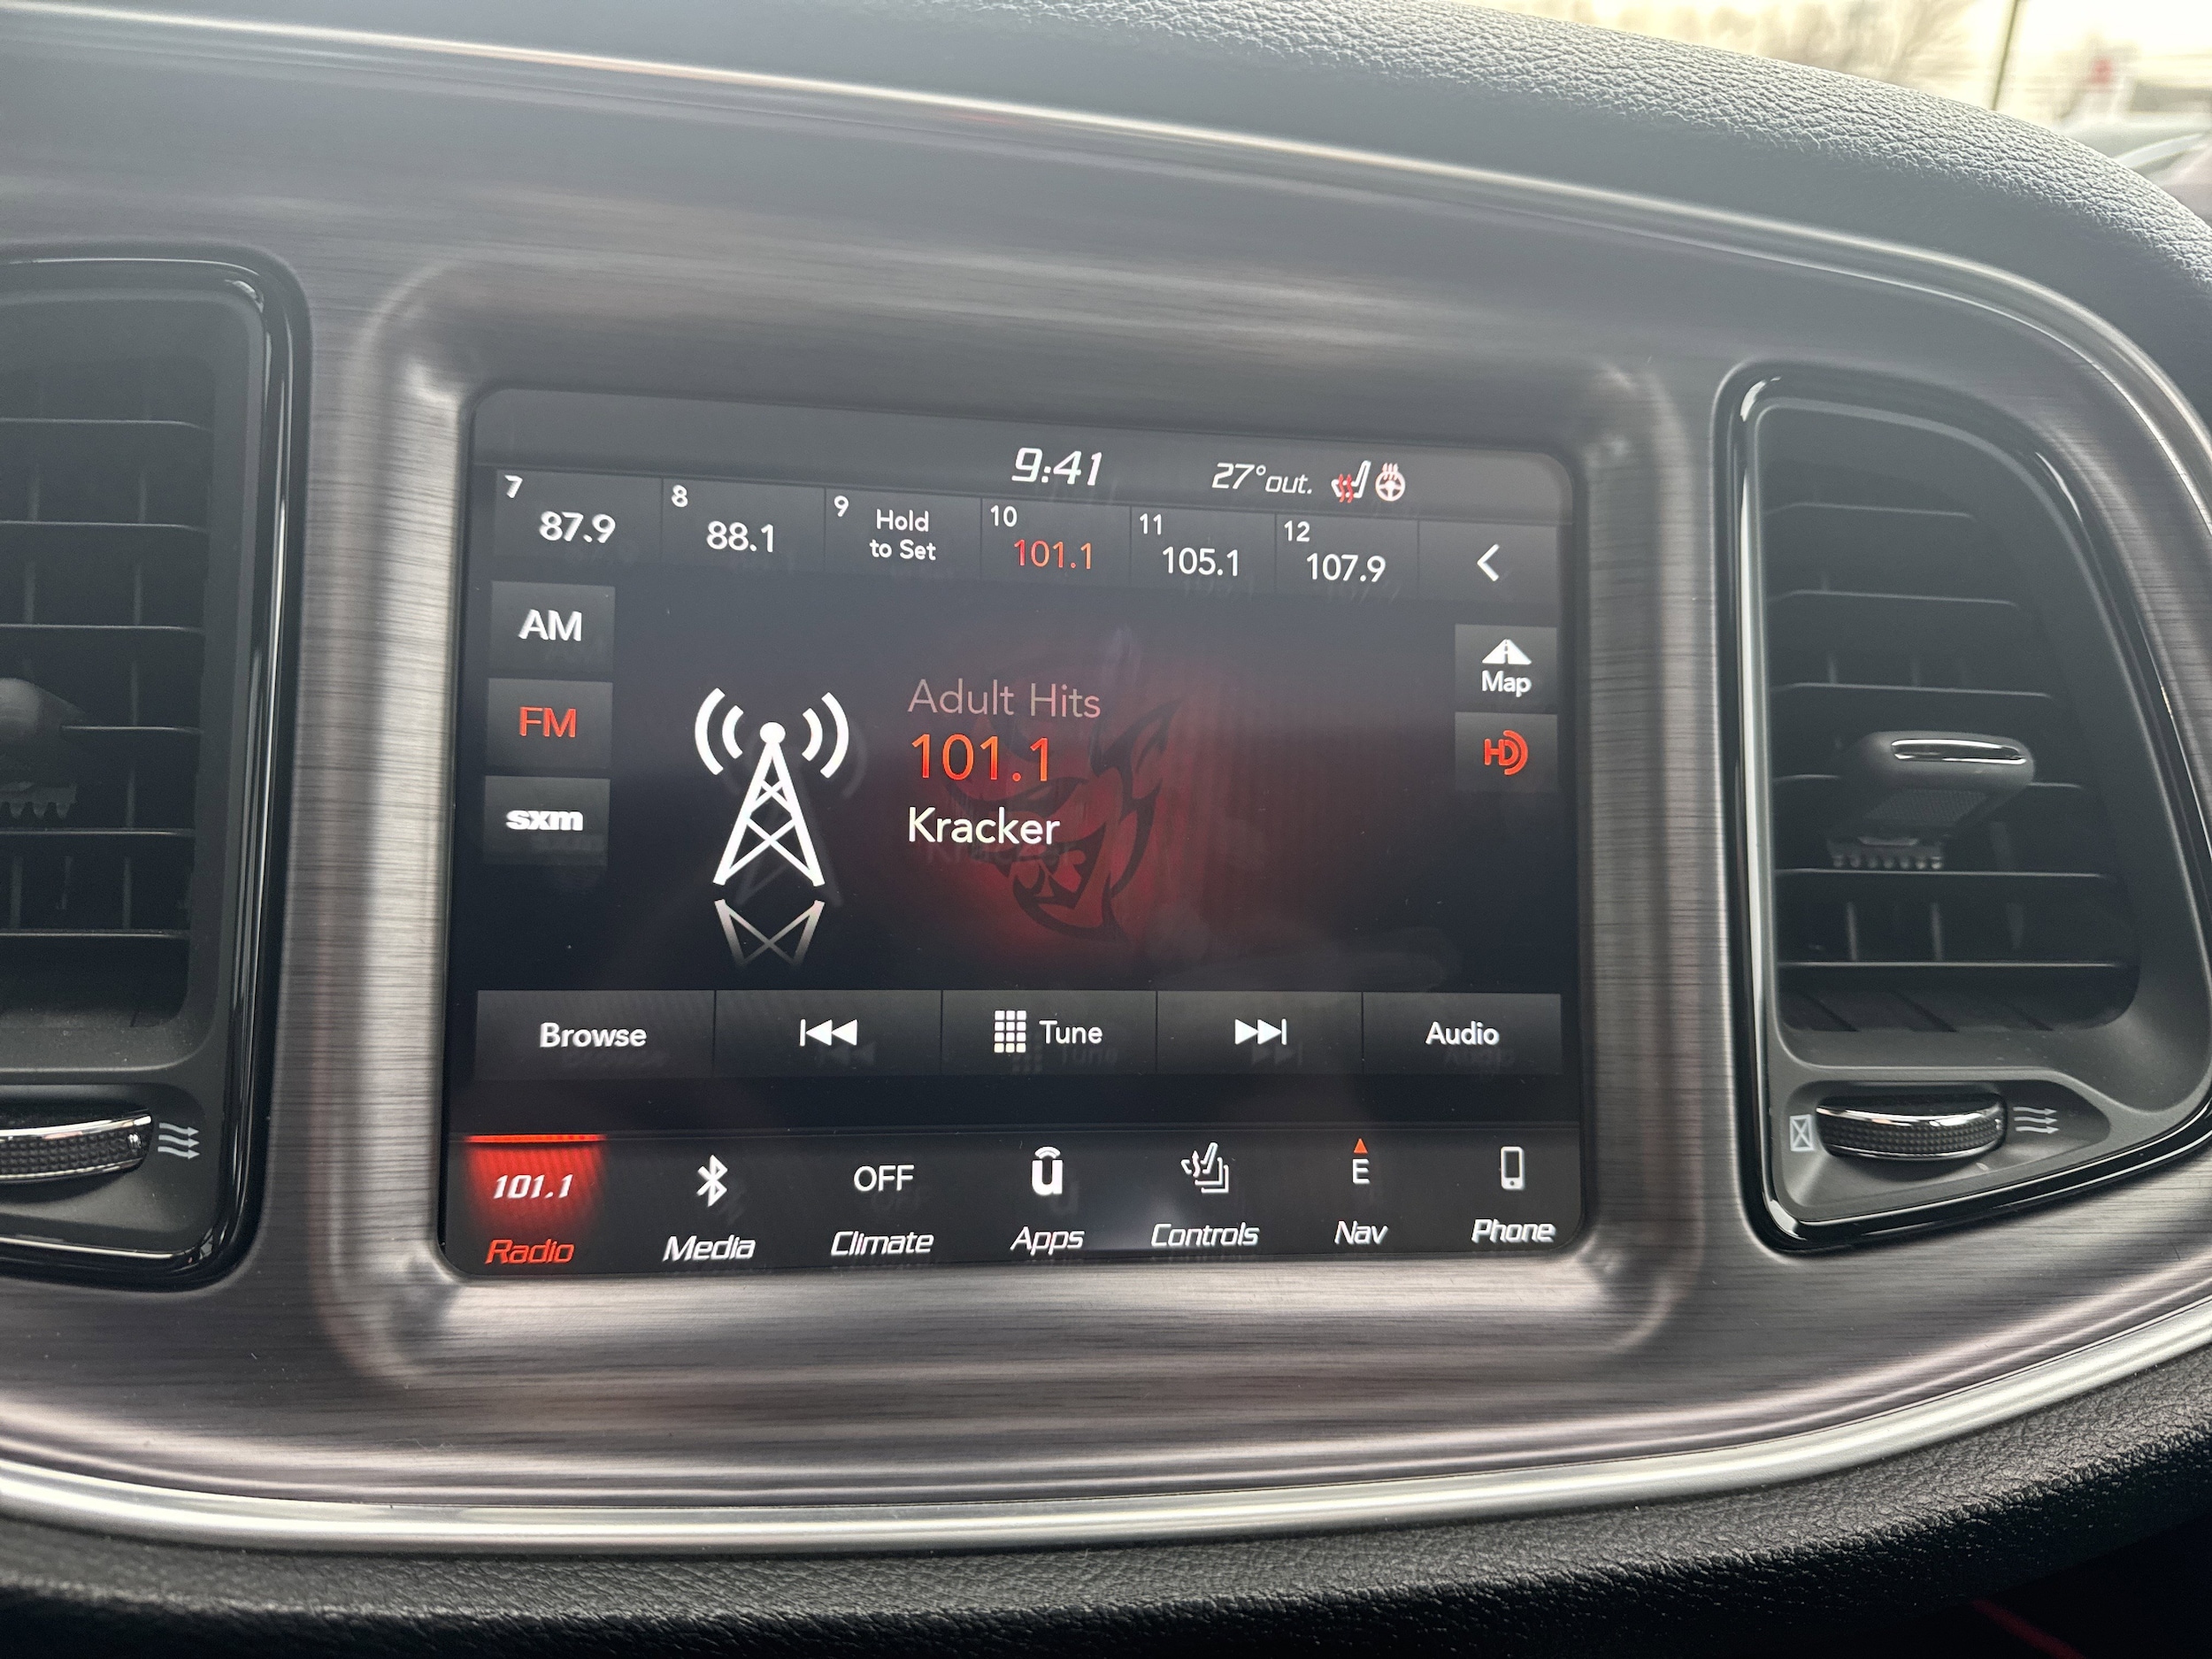 9:41
27°out.
7
87.9
8
88.1
9
Hold
to Set
10
101.1
11
105.1
12
107.9
AM
FM
sxm
Map
HD
Adult Hits
101.1
Kracker
Browse
Tune
Audio
101.1
Radio
Media
OFF
Climate
u
Apps
Controls
E
Nav
Phone